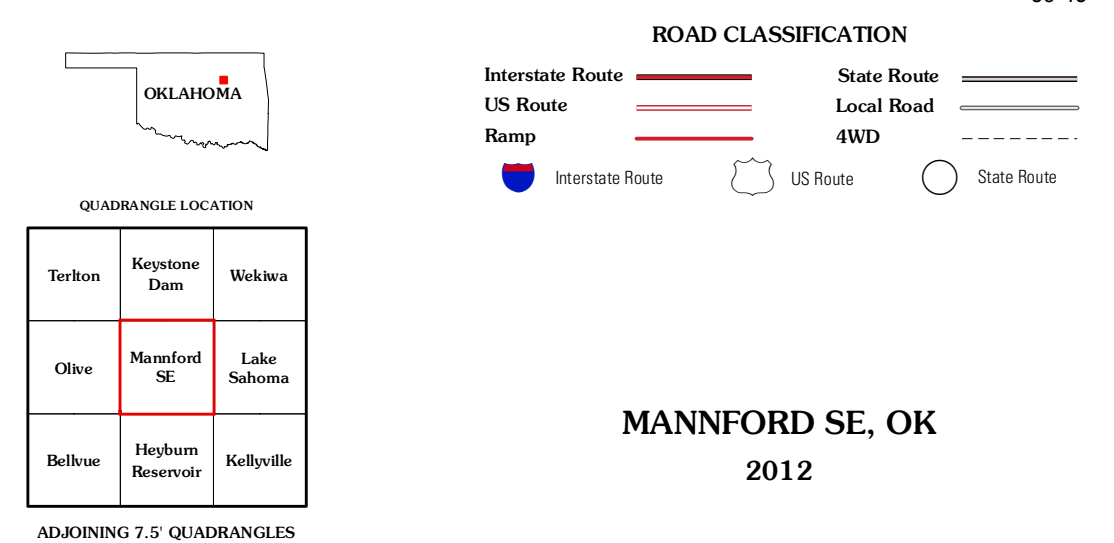 ROAD CLASSIFICATION
Interstate Route
State Route
US Route
Local Road
Ramp
4WD
Interstate Route
US Route
State Route
OKLAHOMA
QUADRANGLE LOCATION
Terlton
Keystone
Dam
Wekiwa
Olive
Mannford
SE
Lake
Sahoma
Bellvue
Heyburn
Reservoir
Kellyville
ADJOINING 7.5' QUADRANGLES
MANNFORD SE, OK
2012